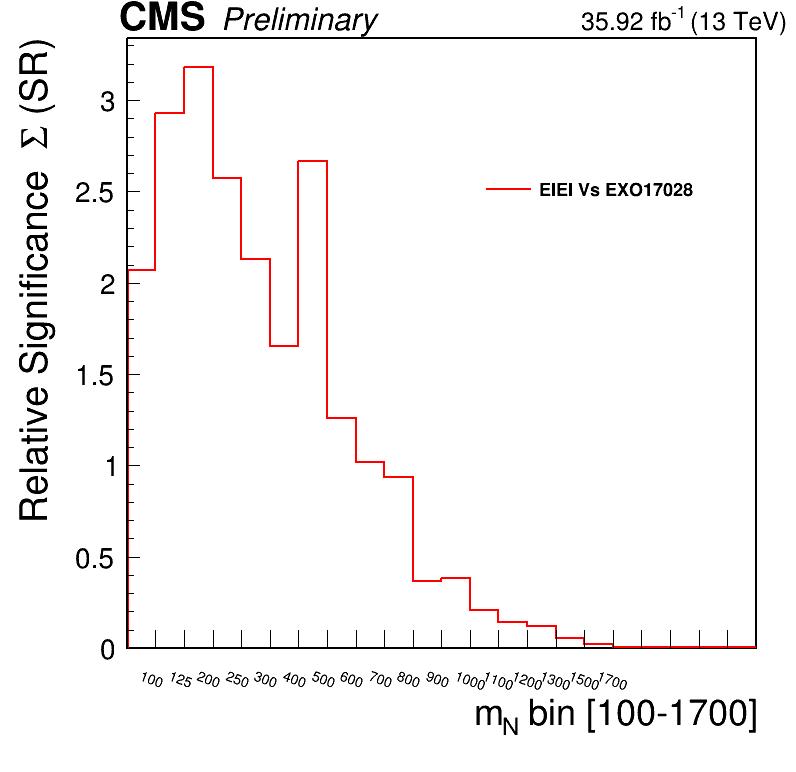 CMS Preliminary 35.92 fb⁻¹ (13 TeV)
Relative Significance Σ (SR)
3
2.5
2
1.5
1
0.5
0
EIEI Vs EXO17028
100 125 200 250 300 400 500 600 700 800 900 1000 1100 1200 1300 1500 1700
m_N bin [100-1700]